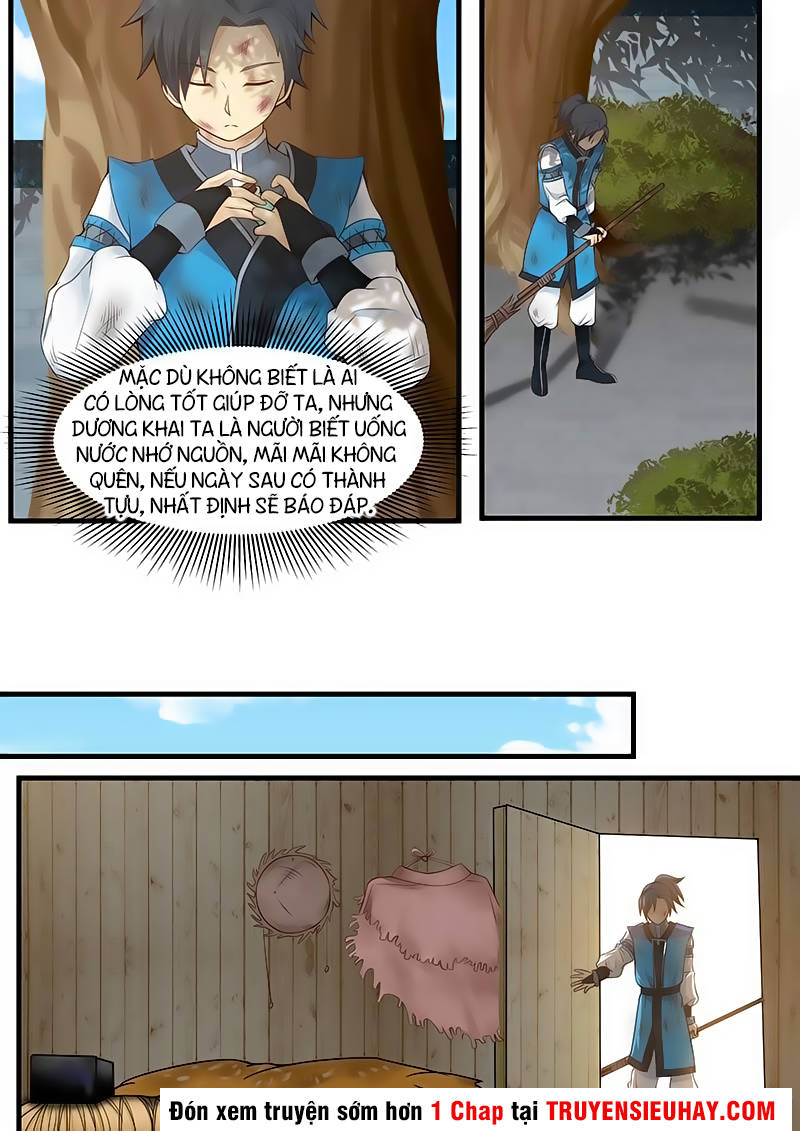 MẶC DÙ KHÔNG BIẾT LÀ AI
CÓ LÒNG TỐT GIÚP ĐỠ TA, NHƯNG
DƯƠNG KHAI TA LÀ NGƯỜI BIẾT UỐNG
NƯỚC NHỚ NGUỒN, MÃI MÃI KHÔNG
QUÊN, NẾU NGÀY SAU CÓ THÀNH
TỰU, NHẤT ĐỊNH SẼ BÁO ĐÁP.
Đón xem truyện sớm hơn 1 Chap tại TRUYENSIEUHAY.COM